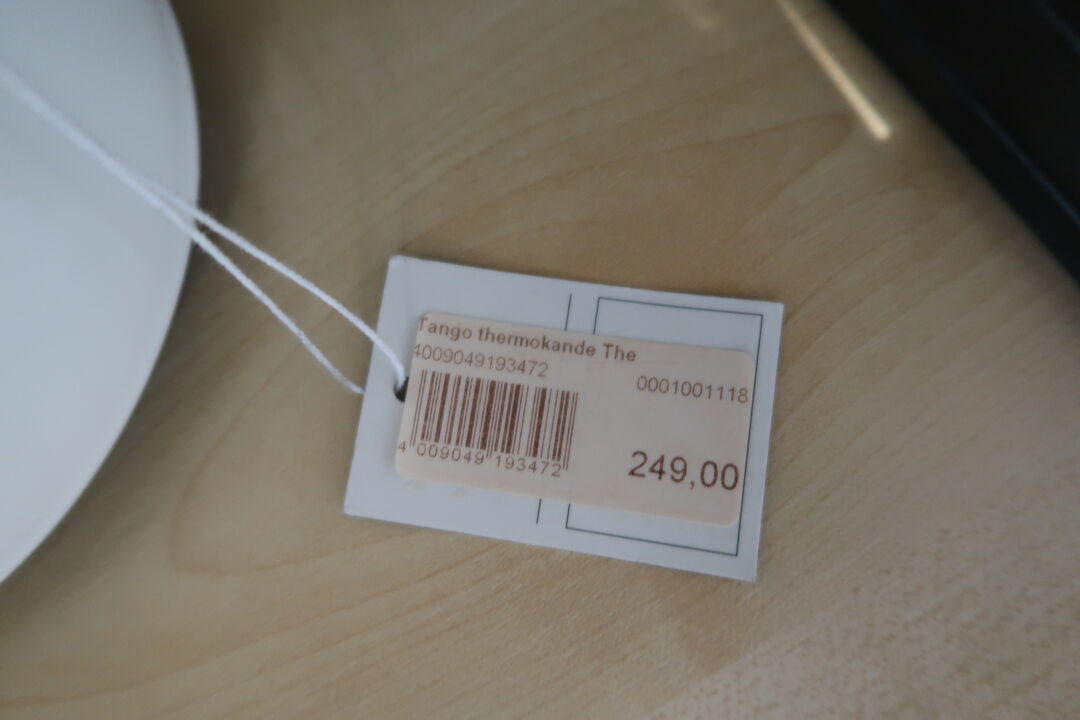 Tango thermokande The
4009049193472
0001001118
4 009049 193472
249,00